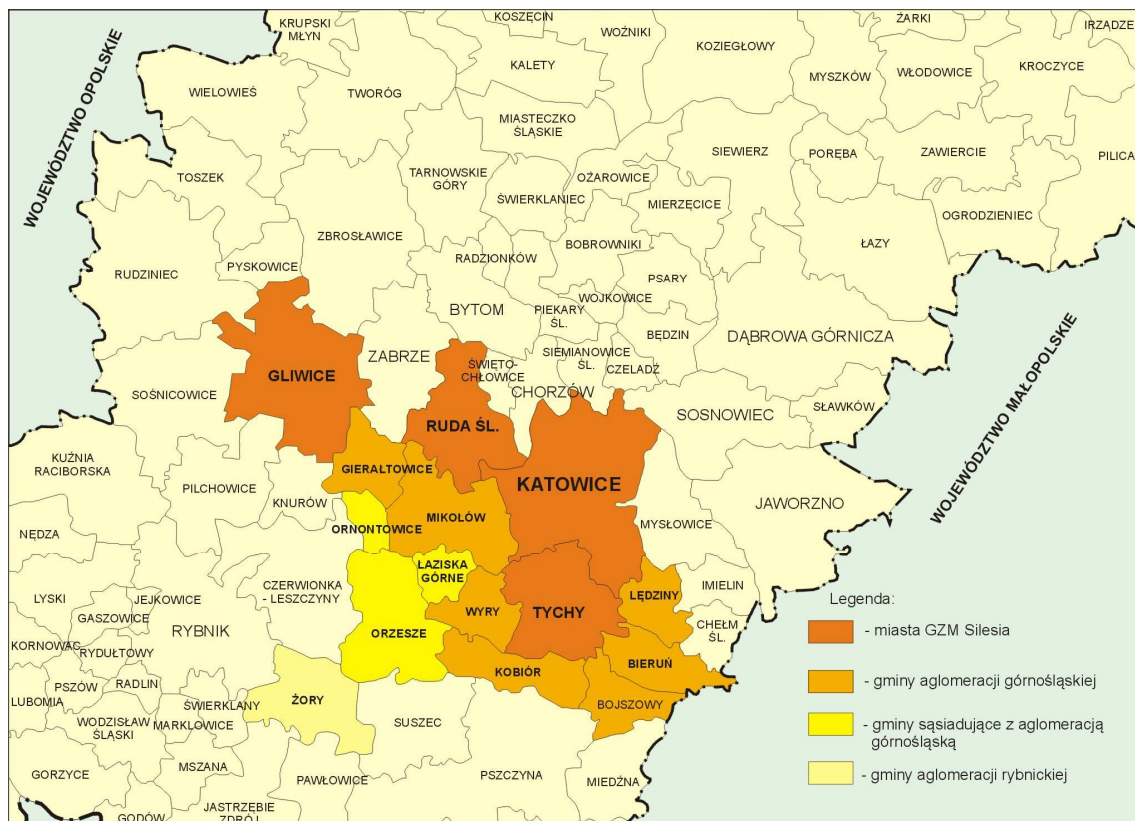 KRUPSKI
MŁYN
KOSZĘCIN
WOŹNIKI
KOZIEGŁOWY
ŻARKI
IRZĄDZE
WIELOWIEŚ
TWORÓG
KALETY
MYSZKÓW
WŁODOWICE
KROCZYCE
MIASTECZKO
ŚLĄSKIE
SIEWIERZ
PORĘBA
ZAWIERCIE
PILICA
WOJEWÓDZTWO OPOLSKIE
TOSZEK
TARNOWSKIE
GÓRY
ŚWIERKLANIEC
OŻAROWICE
MIERZĘCICE
OGRODZIENIEC
ZBROSŁAWICE
RADZIONKÓW
BOBROWNIKI
ŁAZY
RUDZINIEC
PYSKOWICE
PSARY
WOJKOWICE
BYTOM
PIEKARY
ŚL.
BĘDZIN
DĄBROWA GÓRNICZA
ZABRZE
ŚWIĘTO-
CHŁOWICE
SIEMIANOWICE
ŚL.
CZELADŹ
CHORZÓW
GLIWICE
SOŚNICOWICE
SOSNOWIEC
SŁAWKÓW
WOJEWÓDZTWO MAŁOPOLSKIE
RUDA ŚL.
KUŹNIA
RACIBORSKA
PILCHOWICE
GIERAŁTOWICE
KATOWICE
JAWORZNO
KNURÓW
MIKOŁÓW
MYSŁOWICE
NĘDZA
ORNONTOWICE
ŁAZISKA
GÓRNE
CZERWIONKA
- LESZCZYNY
IMIELIN
LYSKI
JEJKOWICE
GASZOWICE
RYBNIK
WYRY
TYCHY
LĘDZINY
CHEŁM
ŚL.
KORNOWAC
RYDUŁTOWY
ORZESZE
BIERUŃ
KOBIÓR
PSZÓW
RADLIN
LUBOMIA
ŚWIERKLANY
ŻORY
BOJSZOWY
WODZISŁAW
ŚLĄSKI
MARKLOWICE
SUSZEC
GORZYCE
MSZANA
PAWŁOWICE
PSZCZYNA
MIEDŹNA
GODÓW
JASTRZĘBIE
ZDRÓJ
Legenda:
- miasta GZM Silesia
- gminy aglomeracji górnośląskiej
- gminy sąsiadujące z aglomeracją
górnośląską
- gminy aglomeracji rybnickiej